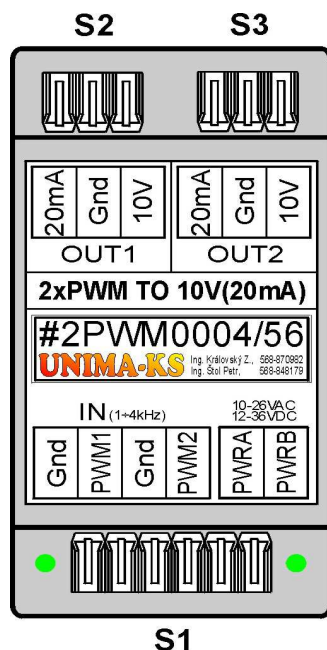 S2 S3
20mA Gnd 10V 20mA Gnd 10V
OUT1 OUT2
2xPWM TO 10V(20mA)
#2PWM0004/56
UNIMA-KS Ing. Královský Z., 568-870982
Ing. Štol Petr, 568-848179
IN (1÷4kHz) 10-26VAC
12-36VDC
Gnd PWM1 Gnd PWM2 PWRA PWRB
S1